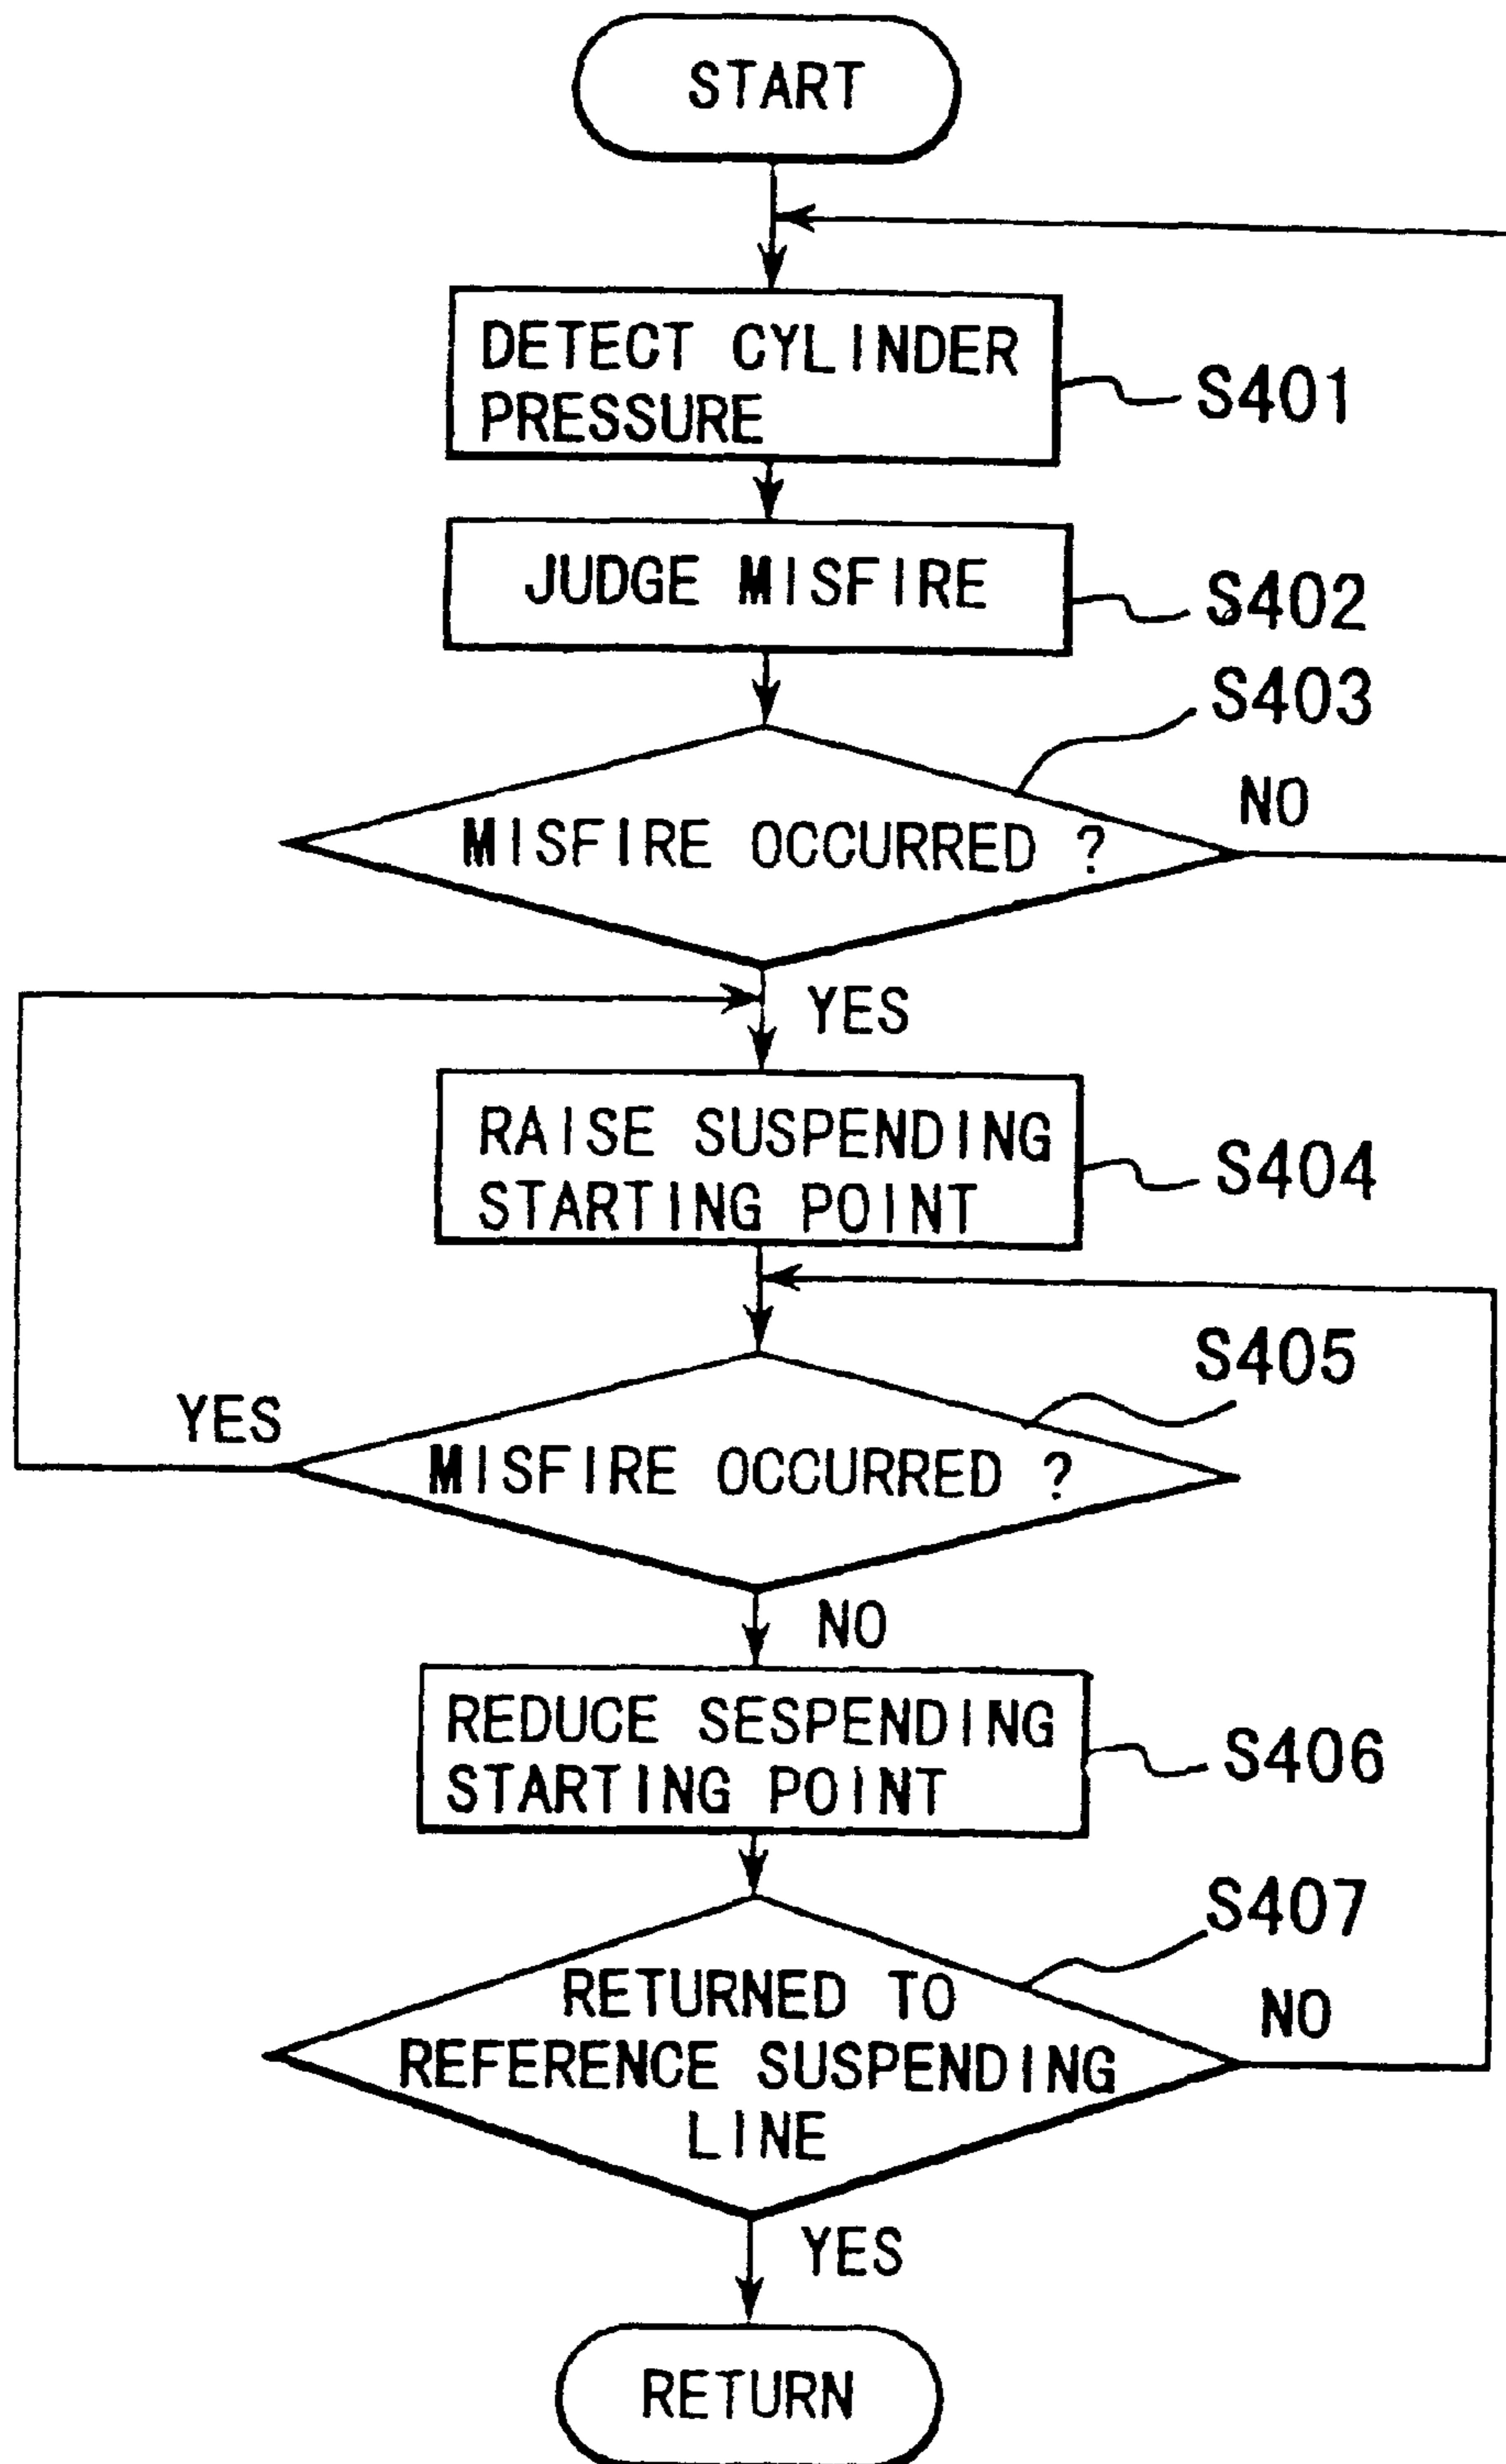 START
DETECT CYLINDER
PRESSURE
S401
JUDGE MISFIRE
S402
S403
MISFIRE OCCURRED ?
NO
YES
RAISE SUSPENDING
STARTING POINT
S404
S405
YES
MISFIRE OCCURRED ?
NO
REDUCE SESPENDING
STARTING POINT
S406
S407
RETURNED TO
REFERENCE SUSPENDING
LINE
NO
YES
RETURN